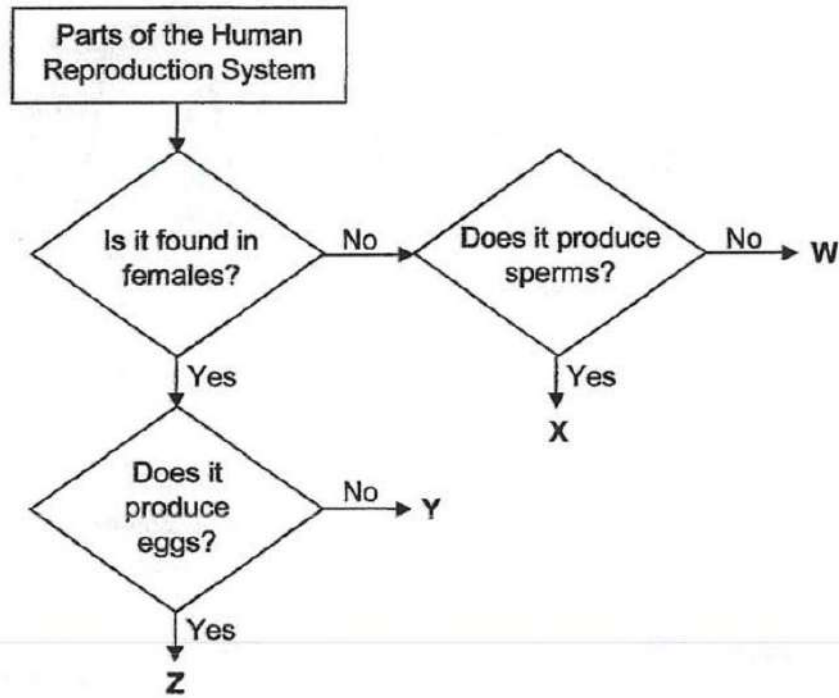 Parts of the Human
Reproduction System
Is it found in
females?
No
Does it produce
sperms?
No
W
Yes
X
Yes
Does it
produce
eggs?
No
Y
Yes
Z